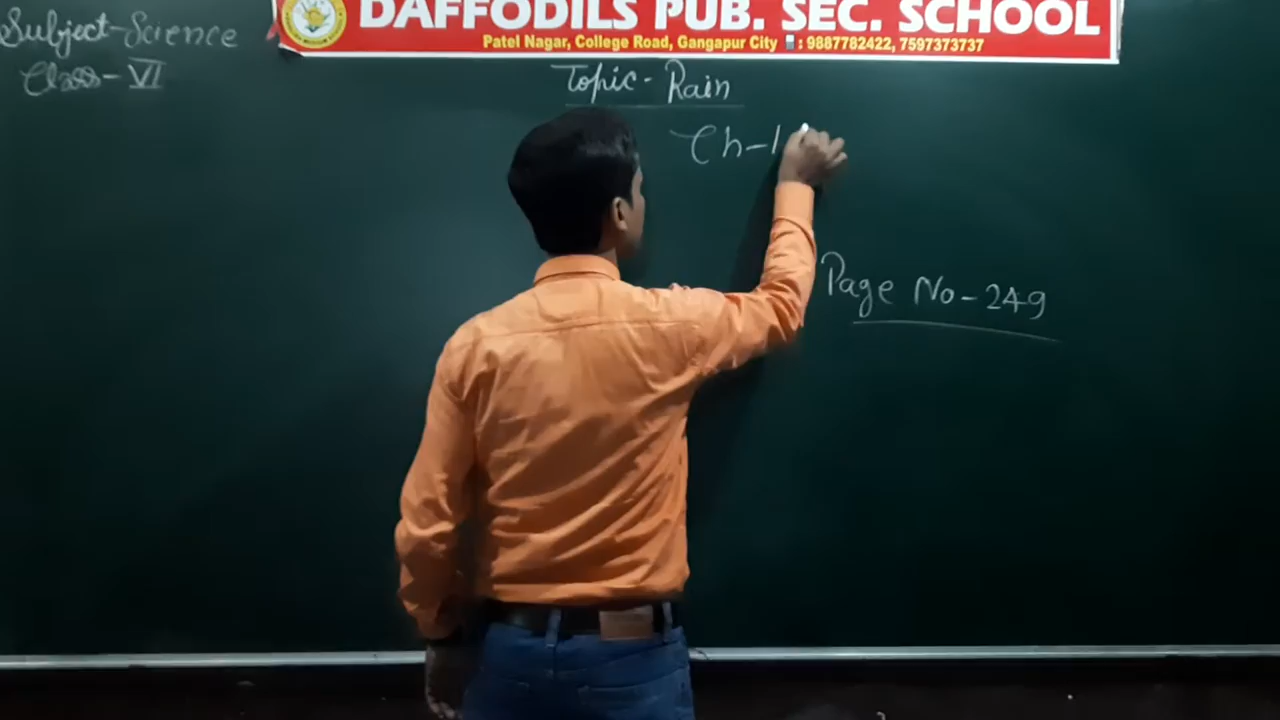 DAFFODILS PUB. SEC. SCHOOL
Patel Nagar, College Road, Gangapur City : 9887782422, 7597373737
Subject-Science
Class-VI
Topic-Rain
Ch-1
Page No-249